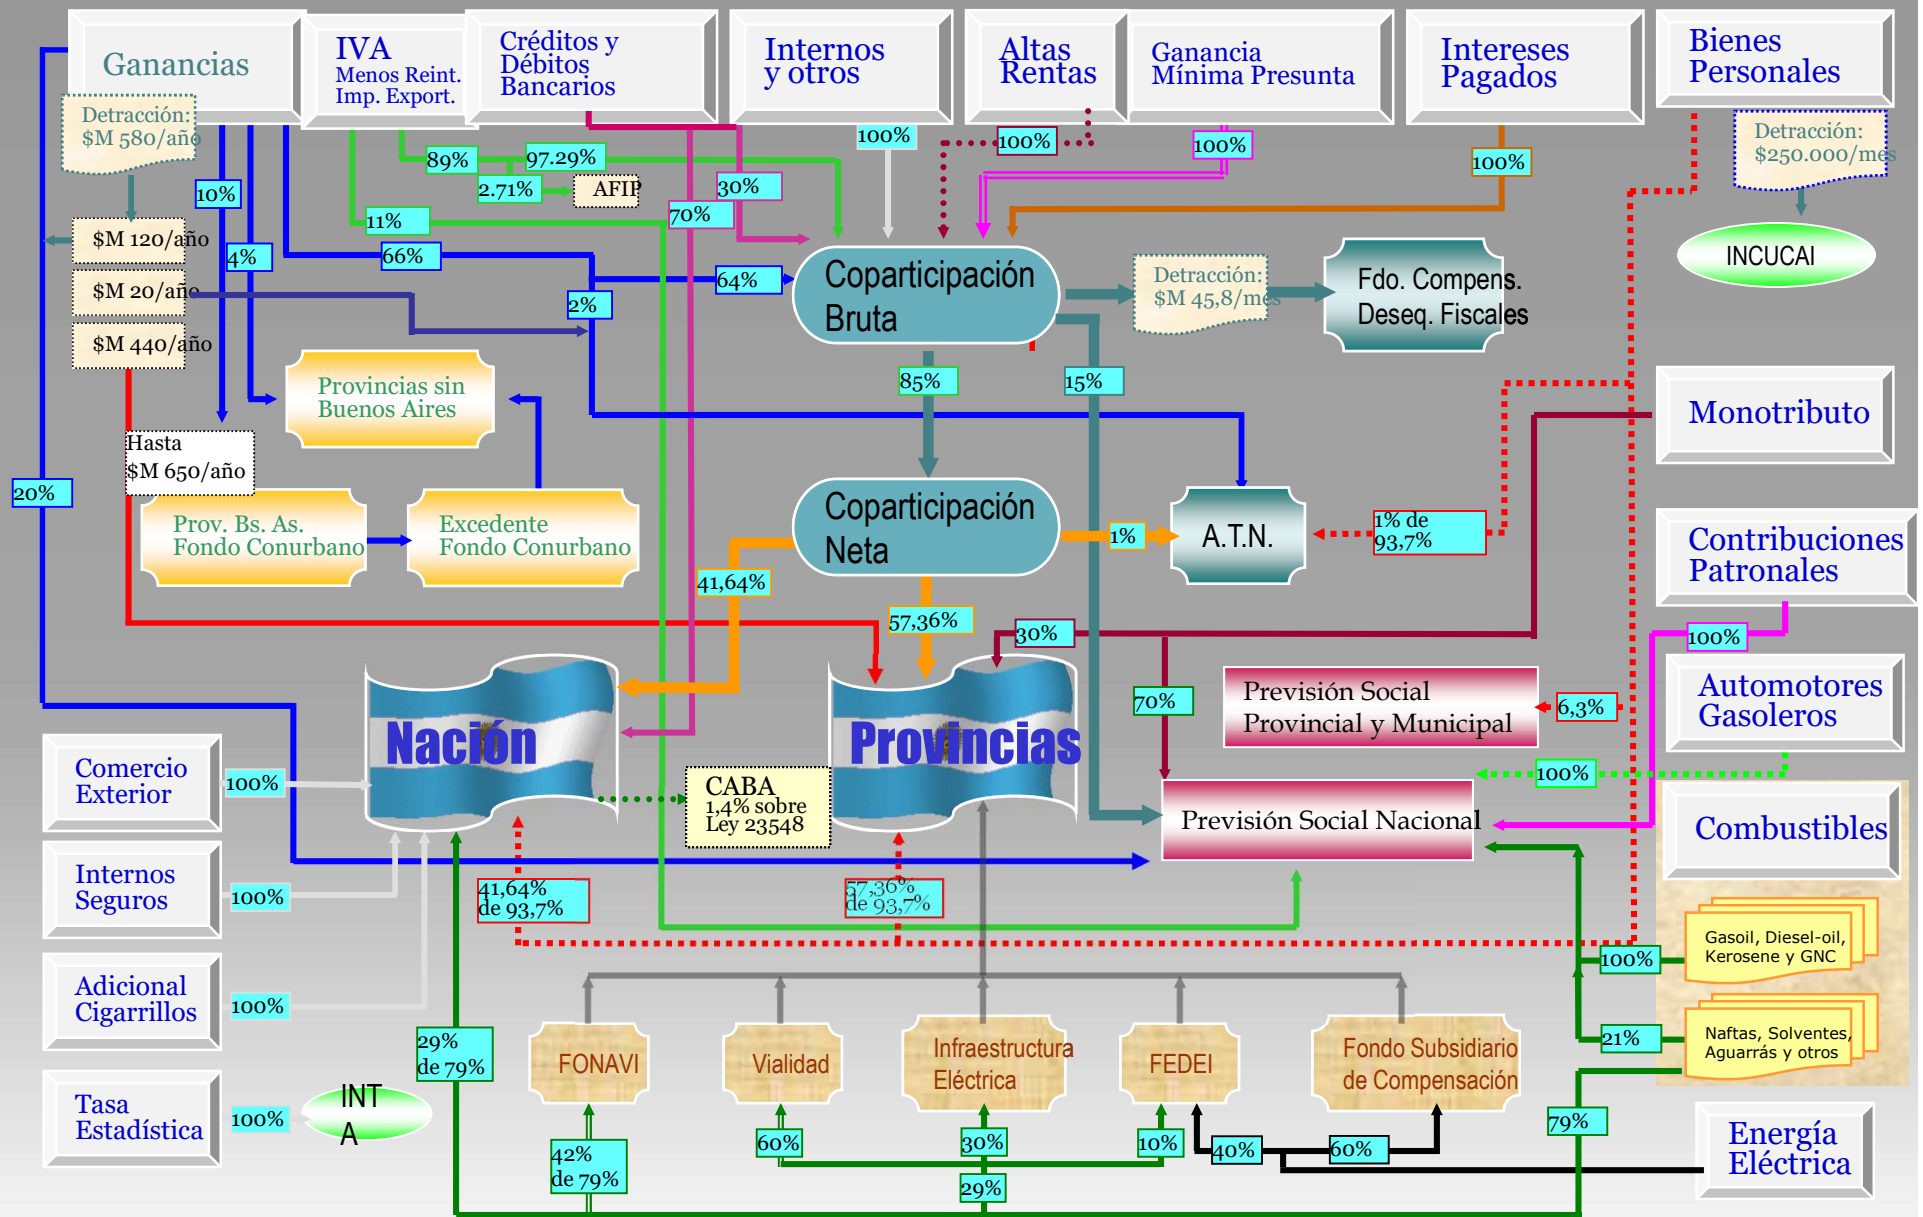 Ganancias
IVA
Menos Reint.
Imp. Export.
Créditos y
Débitos
Bancarios
Internos
y otros
Altas
Rentas
Ganancia
Mínima Presunta
Intereses
Pagados
Bienes
Personales
Detracción:
$M 580/año
89%
97.29%
2.71%
AFIP
100%
100%
100%
100%
Detracción:
$250.000/mes
10%
11%
30%
70%
$M 120/año
4%
66%
64%
2%
INCUCAI
$M 20/año
$M 440/año
Coparticipación
Bruta
Detracción:
$M 45,8/mes
Fdo. Compens.
Deseq. Fiscales
85%
15%
Provincias sin
Buenos Aires
Monotributo
Hasta
$M 650/año
20%
Prov. Bs. As.
Fondo Conurbano
Excedente
Fondo Conurbano
Coparticipación
Neta
1%
A.T.N.
1% de
93,7%
Contribuciones
Patronales
41,64%
57,36%
30%
100%
Nación
Provincias
70%
Previsión Social
Provincial y Municipal
6,3%
Automotores
Gasoleros
100%
Comercio
Exterior
100%
CABA
1,4% sobre
Ley 23548
Previsión Social Nacional
Combustibles
Internos
Seguros
100%
41,64%
de 93,7%
57,36%
de 93,7%
Gasoil, Diesel-oil,
Kerosene y GNC
100%
Adicional
Cigarrillos
100%
29%
de 79%
FONAVI
Vialidad
Infraestructura
Eléctrica
FEDEI
Fondo Subsidiario
de Compensación
Naftas, Solventes,
Aguarrás y otros
21%
Tasa
Estadística
100%
INT
A
42%
de 79%
60%
30%
10%
40%
60%
79%
29%
Energía
Eléctrica